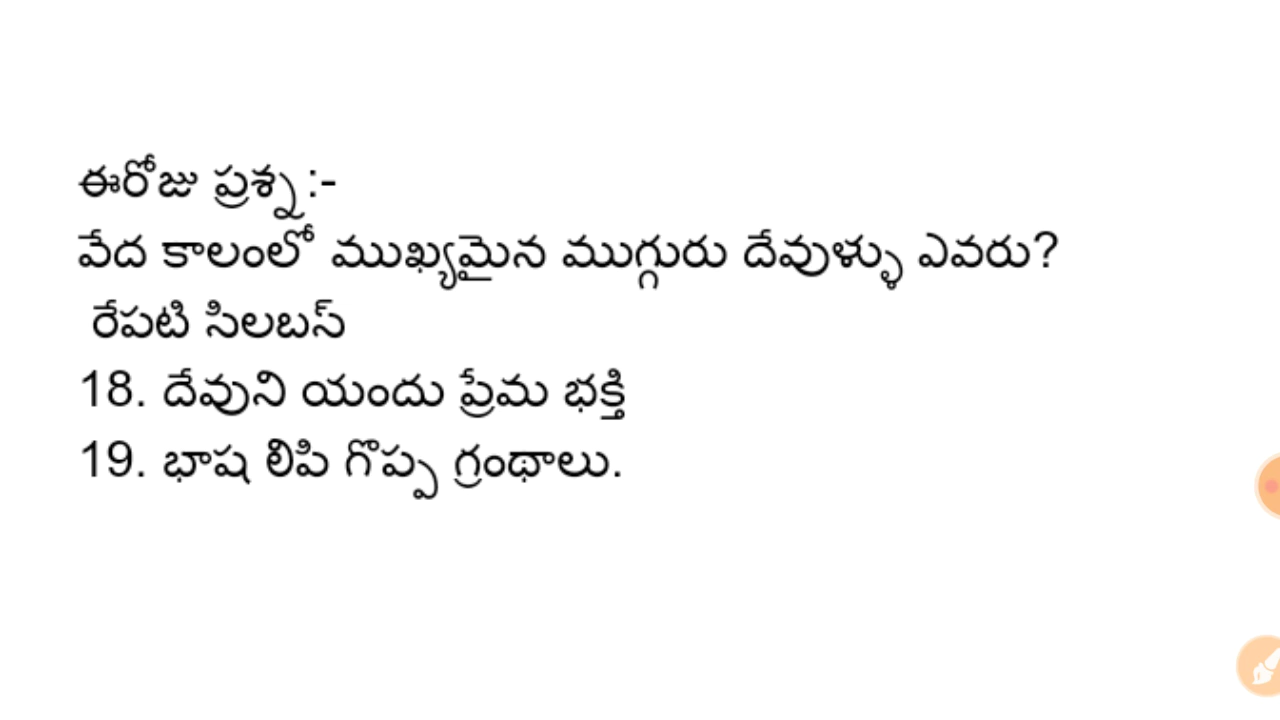 ఈరోజు ప్రశ్న :-
వేద కాలంలో ముఖ్యమైన ముగ్గురు దేవుళ్ళు ఎవరు?
రేపటి సిలబస్
18. దేవుని యందు ప్రేమ భక్తి
19. భాష లిపి గొప్ప గ్రంథాలు.